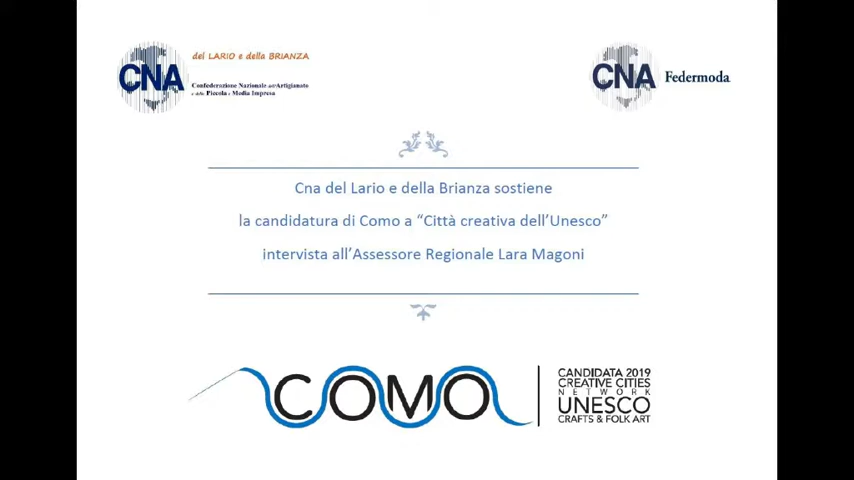 CNA
del LARIO e della BRIANZA
Confederazione Nazionale dell'Artigianato
e della Piccola e Media Impresa
CNA
Federmoda
Cna del Lario e della Brianza sostiene
la candidatura di Como a “Città creativa dell’Unesco”
intervista all’Assessore Regionale Lara Magoni
COMO
CANDIDATA 2019
CREATIVE CITIES
NETWORK
UNESCO
CRAFTS & FOLK ART